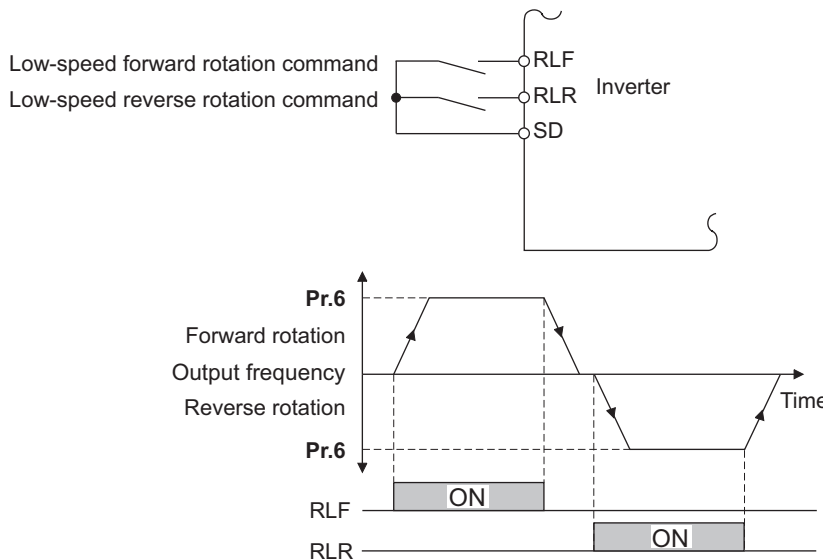 Low-speed forward rotation command
RLF
Low-speed reverse rotation command
RLR
Inverter
SD
Pr.6
Forward rotation
Output frequency
Reverse rotation
Time
Pr.6
ON
RLF
ON
RLR